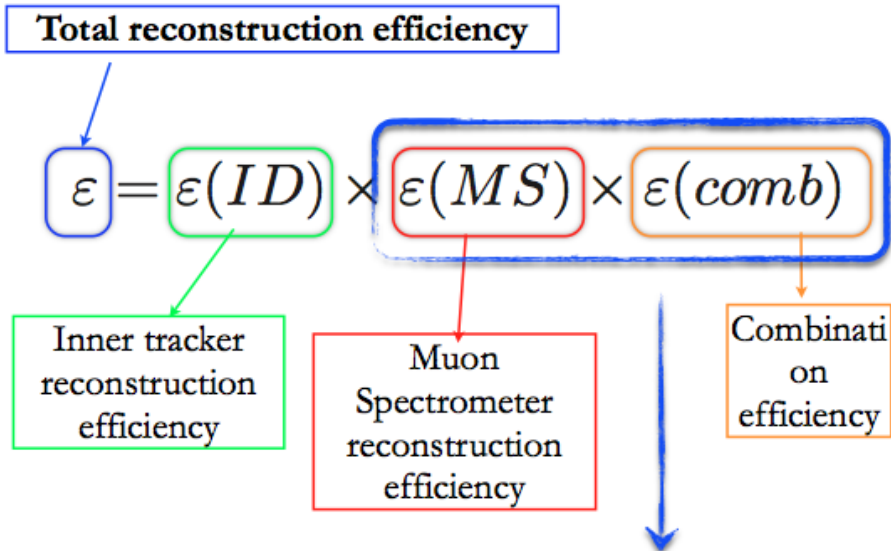 Total reconstruction efficiency
ε = ε(ID) × ε(MS) × ε(comb)
Inner tracker
reconstruction
efficiency
Muon
Spectrometer
reconstruction
efficiency
Combinati
on
efficiency